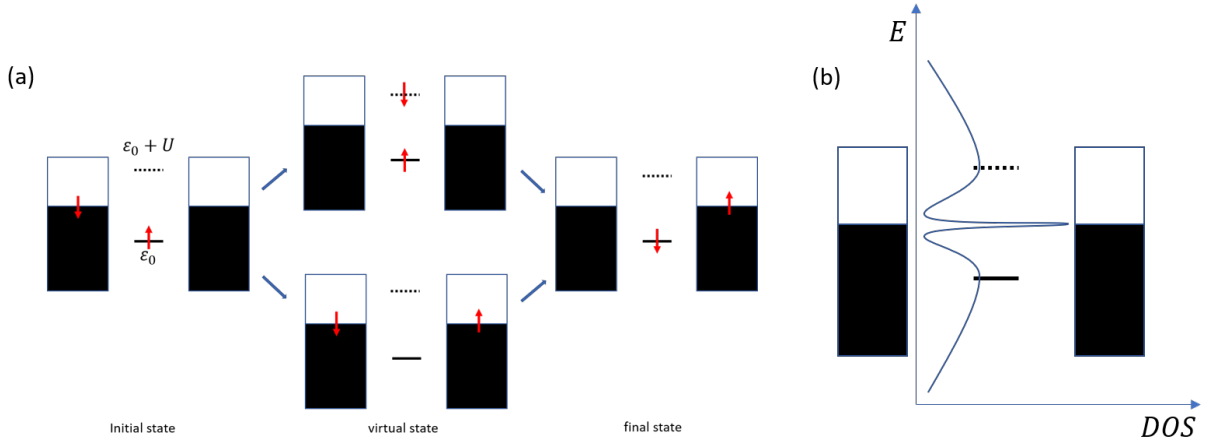 (a)
ε₀ + U
ε₀
Initial state
virtual state
final state
(b)
E
DOS